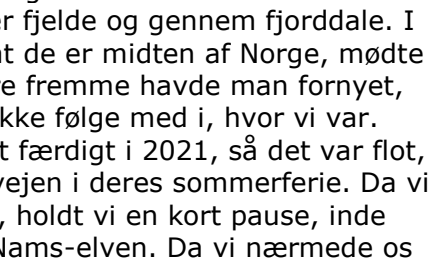 er fjelde og gennem fjorddale. I
at de er midten af Norge, mødte
re fremme havde man fornyet,
kke følge med i, hvor vi var.
t færdigt i 2021, så det var flot,
vejen i deres sommerferie. Da vi
, holdt vi en kort pause, inde
Nams-elven. Da vi nærmede os